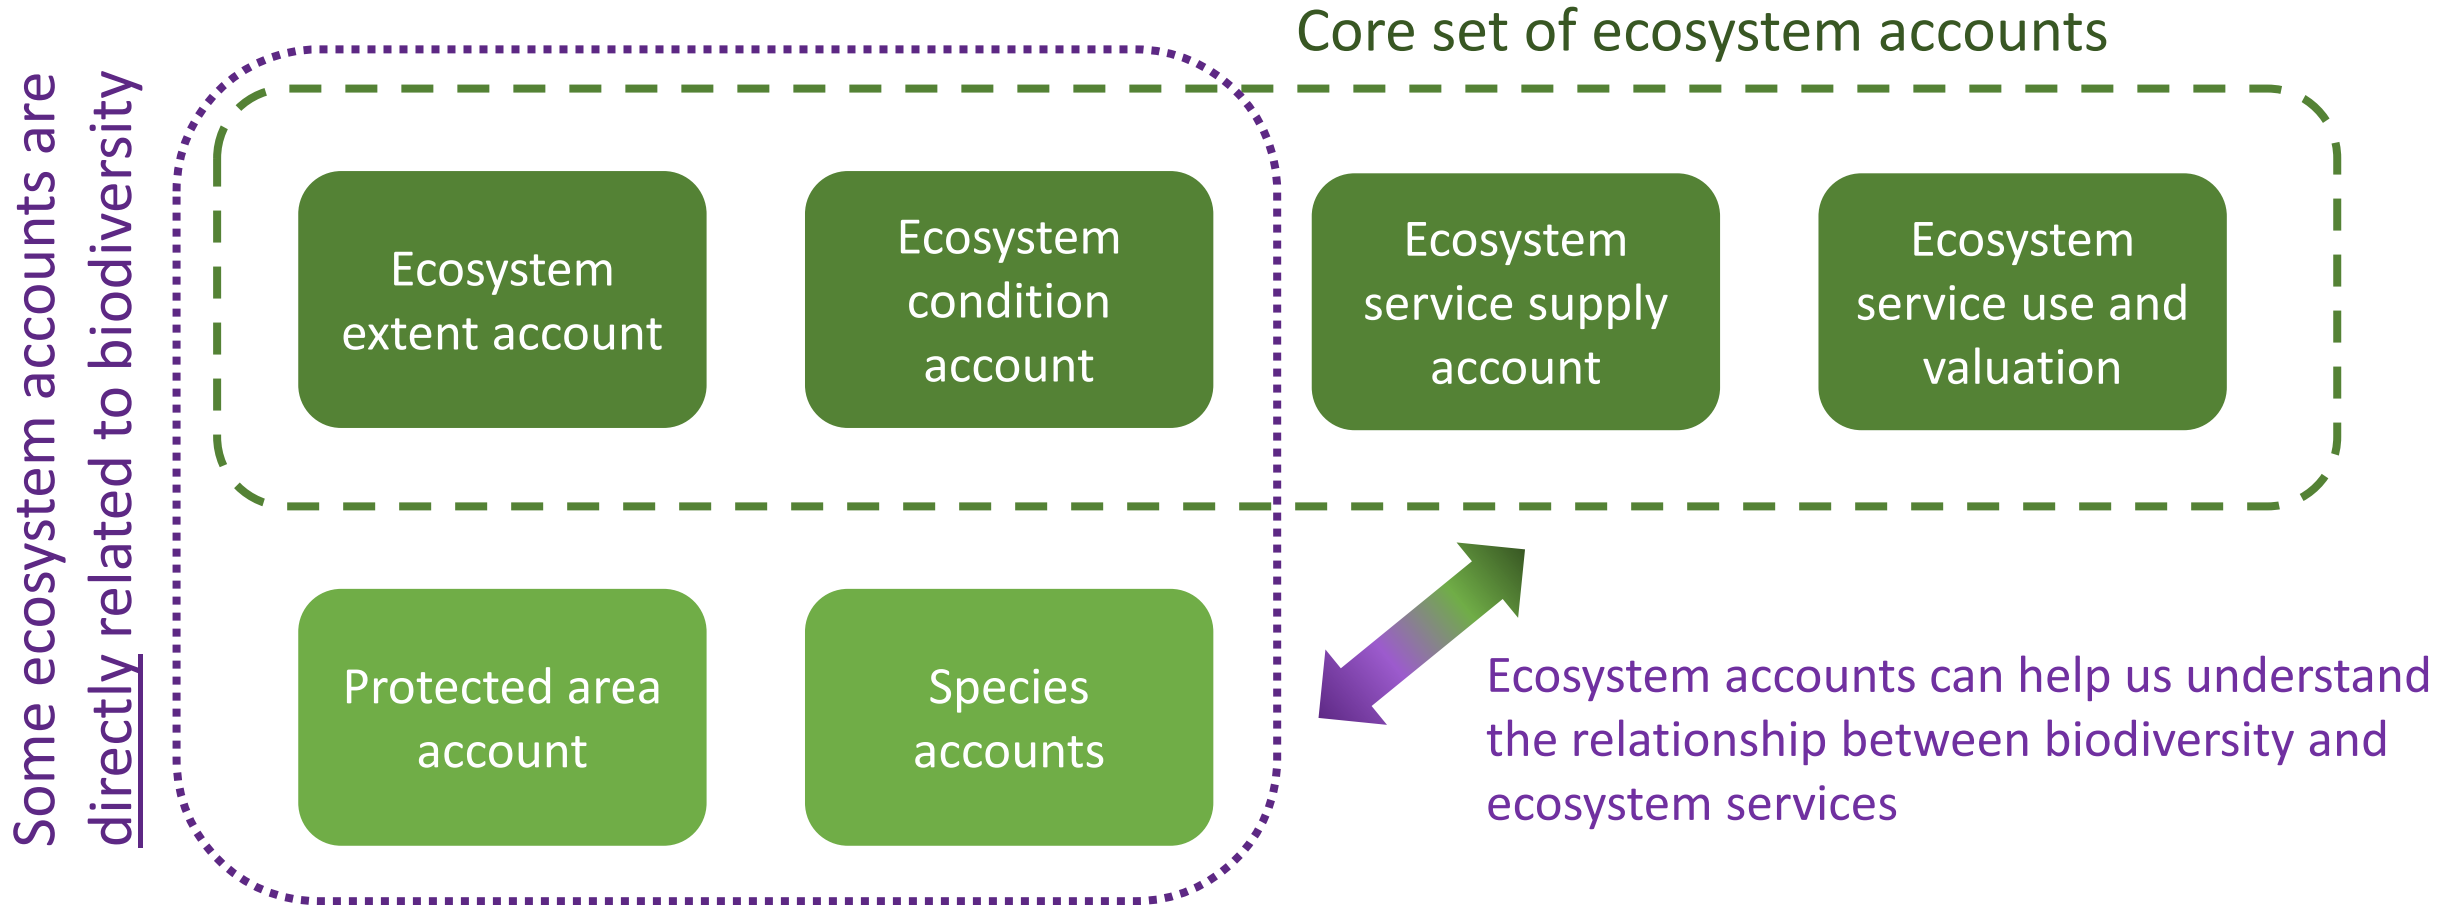 Core set of ecosystem accounts
Some ecosystem accounts are
directly related to biodiversity
Ecosystem
extent account
Ecosystem
condition
account
Ecosystem
service supply
account
Ecosystem
service use and
valuation
Protected area
account
Species
accounts
Ecosystem accounts can help us understand
the relationship between biodiversity and
ecosystem services